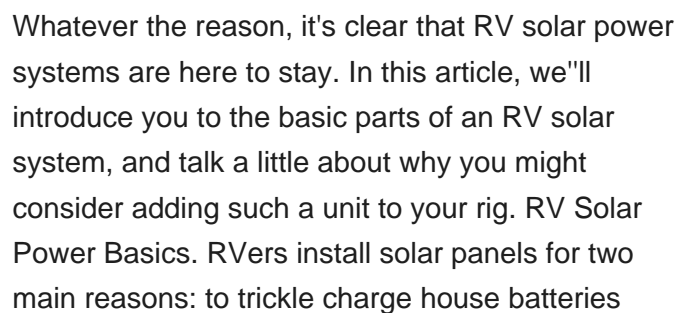 Whatever the reason, it's clear that RV solar power
systems are here to stay. In this article, we"ll
introduce you to the basic parts of an RV solar
system, and talk a little about why you might
consider adding such a unit to your rig. RV Solar
Power Basics. RVers install solar panels for two
main reasons: to trickle charge house batteries